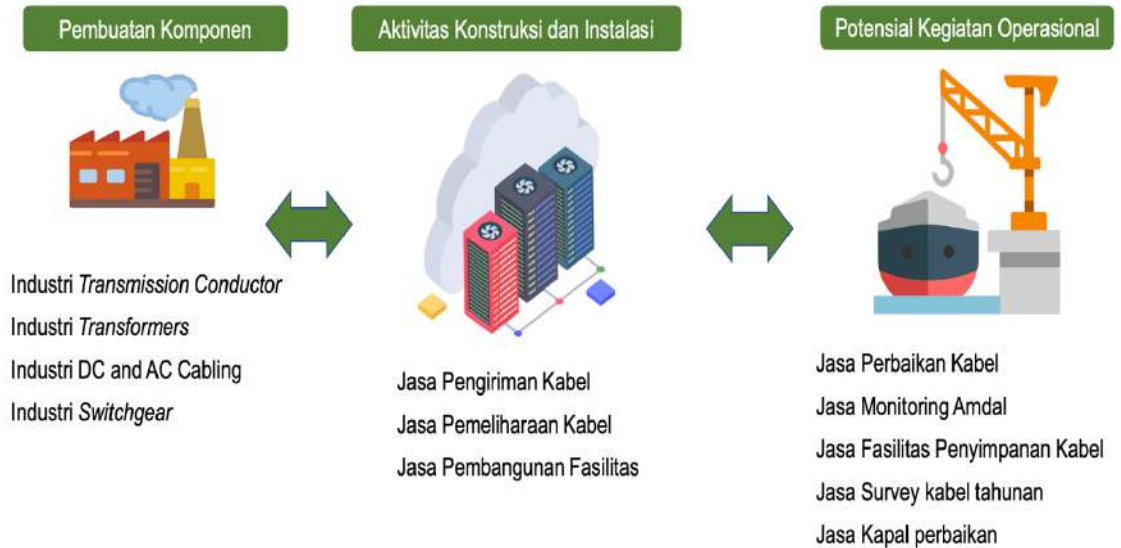 Pembuatan Komponen
Industri Transmission Conductor
Industri Transformers
Industri DC and AC Cabling
Industri Switchgear
Aktivitas Konstruksi dan Instalasi
Jasa Pengiriman Kabel
Jasa Pemeliharaan Kabel
Jasa Pembangunan Fasilitas
Potensial Kegiatan Operasional
Jasa Perbaikan Kabel
Jasa Monitoring Amdal
Jasa Fasilitas Penyimpanan Kabel
Jasa Survey kabel tahunan
Jasa Kapal perbaikan